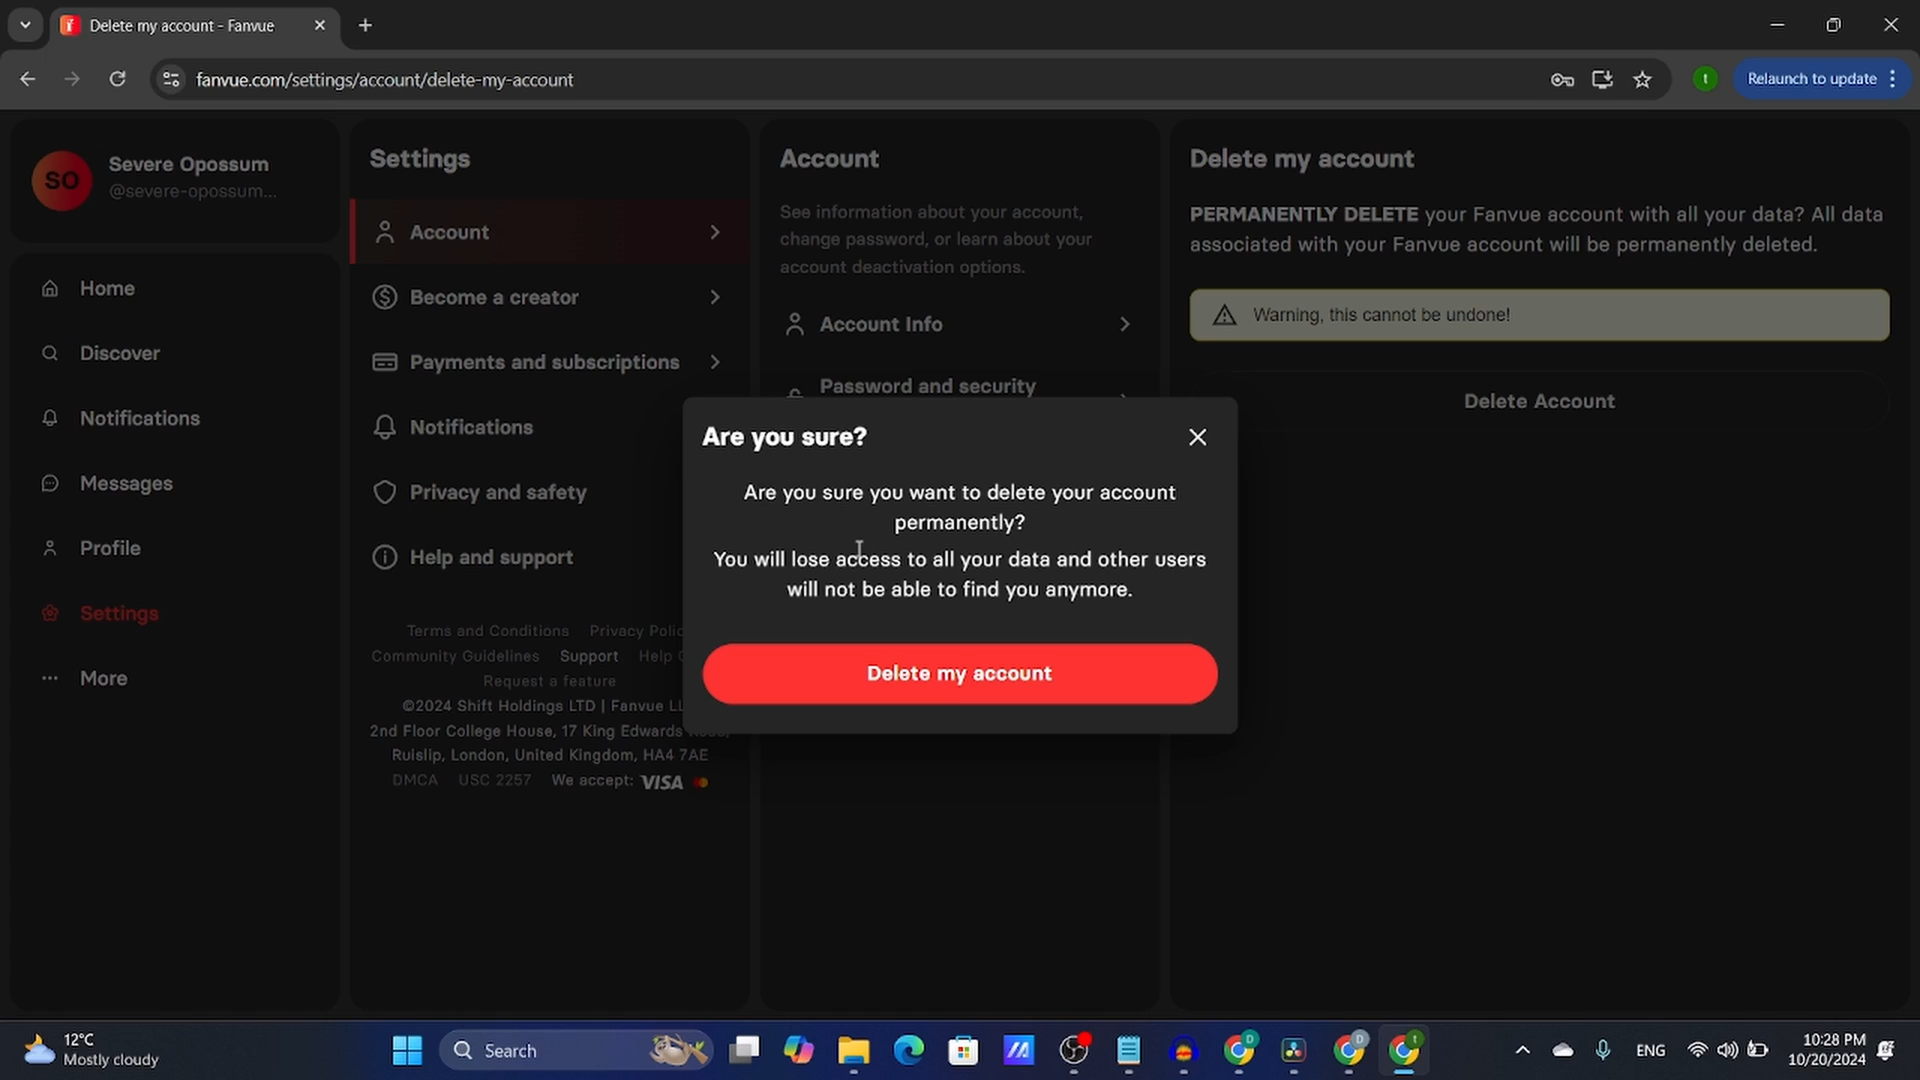 Delete my account - Fanvue
fanvue.com/settings/account/delete-my-account
t
Relaunch to update
SO
Severe Opossum
@severe-opossum...
Home
Discover
Notifications
Messages
Profile
Settings
More
Settings
Account
Become a creator
Payments and subscriptions
Notifications
Privacy and safety
Help and support
Terms and Conditions Privacy Polic
Community Guidelines Support Help
Request a feature
©2024 Shift Holdings LTD | Fanvue LL
2nd Floor College House, 17 King Edwards
Ruislip, London, United Kingdom, HA4 7AE
DMCA USC 2257 We accept: VISA
Account
See information about your account,
change password, or learn about your
account deactivation options.
Account Info
Password and security
Delete my account
PERMANENTLY DELETE your Fanvue account with all your data? All data
associated with your Fanvue account will be permanently deleted.
Warning, this cannot be undone!
Delete Account
Are you sure?
Are you sure you want to delete your account
permanently?
You will lose access to all your data and other users
will not be able to find you anymore.
Delete my account
12°C
Mostly cloudy
Search
ENG
10:28 PM
10/20/2024